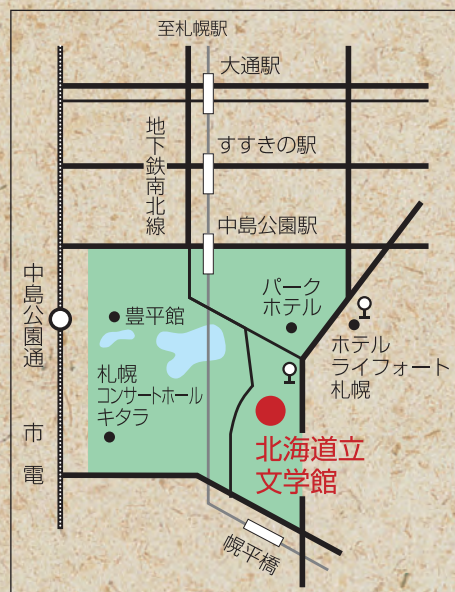 至札幌駅
大通駅
地下鉄南北線
すすきの駅
中島公園駅
中島公園通
パーク
ホテル
豊平館
ホテル
ライフォート
札幌
札幌
コンサートホール
キタラ
市電
北海道立
文学館
幌平橋